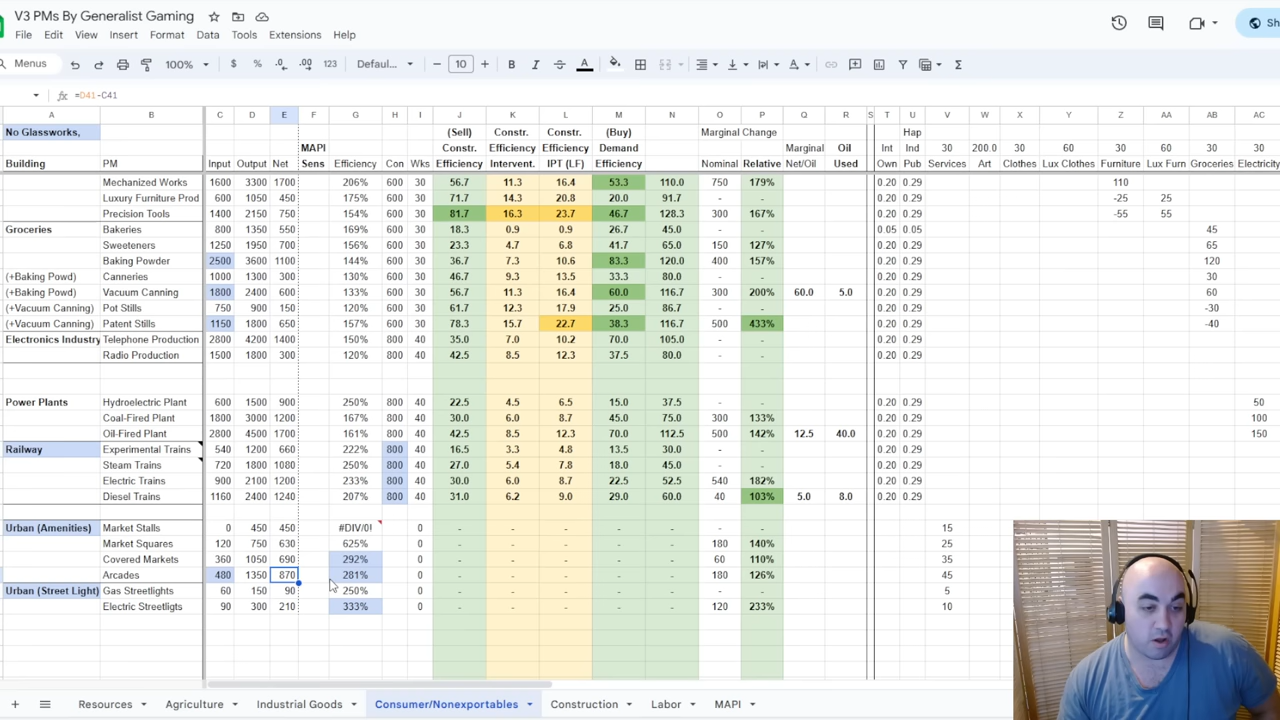 V3 PMs By Generalist Gaming
File Edit View Insert Format Data Tools Extensions Help
Sh
Menus 100% $ % .0 .00 123 Defaul... 10 B I A Σ
fx =D41-C41
A B C D E F G H I J K L M N O P Q R S T U V W X Y Z AA AB AC
No Glassworks, (Sell) Constr. Constr. (Buy) Marginal Change Hap 30 200.0 30 60 30 60 30 30
MAPI Constr. Efficiency Efficiency Demand Marginal Oil Int Ind
Building PM Input Output Net Sens Efficiency Con Wks Efficiency Intervent. IPT (LF) Efficiency Nominal Relative Net/Oil Used Own Pub Services Art Clothes Lux Clothes Furniture Lux Furn Groceries Electricity
Mechanized Works 1600 3300 1700 206% 600 30 56.7 11.3 16.4 53.3 110.0 750 179% 0.20 0.29 110
Luxury Furniture Prod 600 1050 450 175% 600 30 71.7 14.3 20.8 20.0 91.7 - - 0.20 0.29 -25 25
Precision Tools 1400 2150 750 154% 600 30 81.7 16.3 23.7 46.7 128.3 300 167% 0.20 0.29 -55 55
Groceries Bakeries 800 1350 550 169% 600 30 18.3 0.9 0.9 26.7 45.0 - - 0.05 0.05 45
Sweeteners 1250 1950 700 156% 600 30 23.3 4.7 6.8 41.7 65.0 150 127% 0.20 0.29 65
Baking Powder 2500 3600 1100 144% 600 30 36.7 7.3 10.6 83.3 120.0 400 157% 0.20 0.29 120
(+Baking Powd) Canneries 1000 1300 300 130% 600 30 46.7 9.3 13.5 33.3 80.0 - - 0.20 0.29 30
(+Baking Powd) Vacuum Canning 1800 2400 600 133% 600 30 56.7 11.3 16.4 60.0 116.7 300 200% 60.0 5.0 0.20 0.29 60
(+Vacuum Canning) Pot Stills 750 900 150 120% 600 30 61.7 12.3 17.9 25.0 86.7 - - 0.20 0.29 -30
(+Vacuum Canning) Patent Stills 1150 1800 650 157% 600 30 78.3 15.7 22.7 38.3 116.7 500 433% 0.20 0.29 -40
Electronics Industry Telephone Production 2800 4200 1400 150% 600 30 35.0 7.0 10.2 70.0 105.0 - - 0.20 0.29
Radio Production 1500 1800 300 120% 600 30 42.5 8.5 12.3 37.5 80.0 - - 0.20 0.29
Power Plants Hydroelectric Plant 600 1500 900 250% 600 30 22.5 4.5 6.5 15.0 37.5 - - 0.20 0.29 50
Coal-Fired Plant 1800 3000 1200 167% 600 30 30.0 6.0 8.7 45.0 75.0 300 133% 0.20 0.29 100
Oil-Fired Plant 2800 4500 1700 161% 600 30 42.5 8.5 12.3 70.0 112.5 500 142% 12.5 40.0 0.20 0.29 150
Railway Experimental Trains 540 1200 660 222% 800 40 16.5 3.3 4.8 13.5 30.0 - - 0.20 0.29
Steam Trains 720 1800 1080 250% 800 40 27.0 5.4 7.8 18.0 45.0 - - 0.20 0.29
Electric Trains 900 2100 1200 233% 800 40 30.0 6.0 8.7 22.5 52.5 540 182% 0.20 0.29
Diesel Trains 1160 2400 1240 207% 800 40 31.0 6.2 9.0 29.0 60.0 40 103% 5.0 8.0 0.20 0.29
Urban (Amenities) Market Stalls 0 450 450 #DIV/0! 0 - - - - - - - 15
Market Squares 120 750 630 625% 0 - - - - - 180 140% 25
Covered Markets 360 1050 690 292% 0 - - - - - 60 110% 35
Arcades 480 1350 870 281% 0 - - - - - 180 126% 45
Urban (Street Light) Gas Streetlights 60 150 90 250% 0 - - - - - - - 5
Electric Streetligts 90 300 210 333% 0 - - - - - 120 233% 10
+ Resources Agriculture Industrial Goods Consumer/Nonexportables Construction Labor MAPI